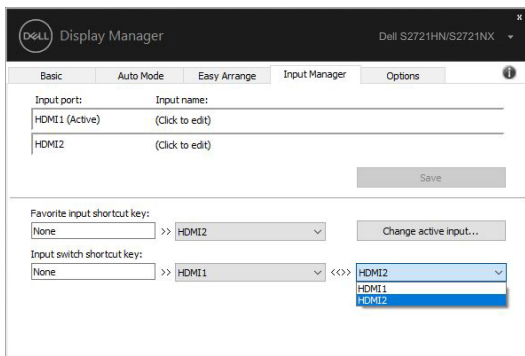 DELL Display Manager
Dell S2721HN/S2721NX
x
Basic Auto Mode Easy Arrange Input Manager Options
Input port: Input name:
HDMI1 (Active) (Click to edit)
HDMI2 (Click to edit)
Save
Favorite input shortcut key:
None >> HDMI2 Change active input...
Input switch shortcut key:
None >> HDMI1 <<>> HDMI2
HDMI1
HDMI2